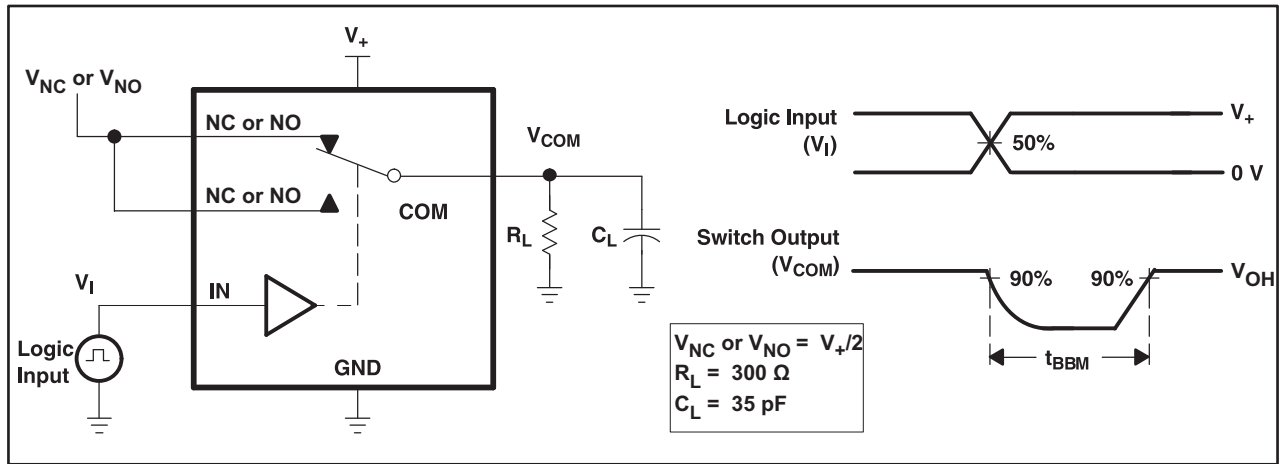 V+
VNC or VNO
NC or NO
VCOM
NC or NO
COM
RL
CL
VI
IN
Logic
Input
GND
VNC or VNO = V+/2
RL = 300 Ω
CL = 35 pF
Logic Input
(VI)
50%
V+
0 V
Switch Output
(VCOM)
90%
90%
VOH
tBBM